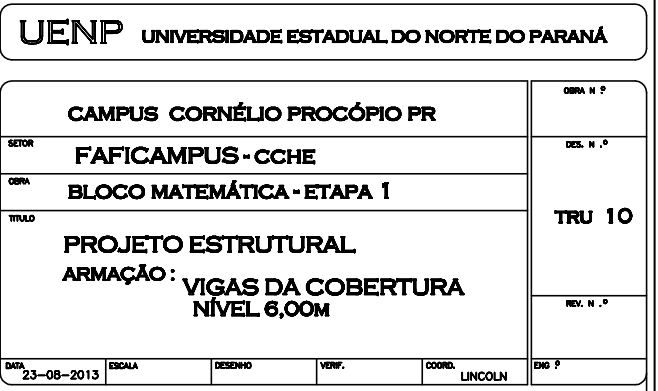 UENP UNIVERSIDADE ESTADUAL DO NORTE DO PARANÁ
CAMPUS CORNÉLIO PROCÓPIO PR
OBRA N º
SETOR
FAFICAMPUS - CCHE
DES. N .º
OBRA
BLOCO MATEMÁTICA - ETAPA 1
TITULO
PROJETO ESTRUTURAL
TRU 10
ARMAÇÃO :
VIGAS DA COBERTURA
NÍVEL 6,00M
REV. N .º
DATA
23-08-2013
ESCALA
DESENHO
VERIF.
COORD.
LINCOLN
ENG º